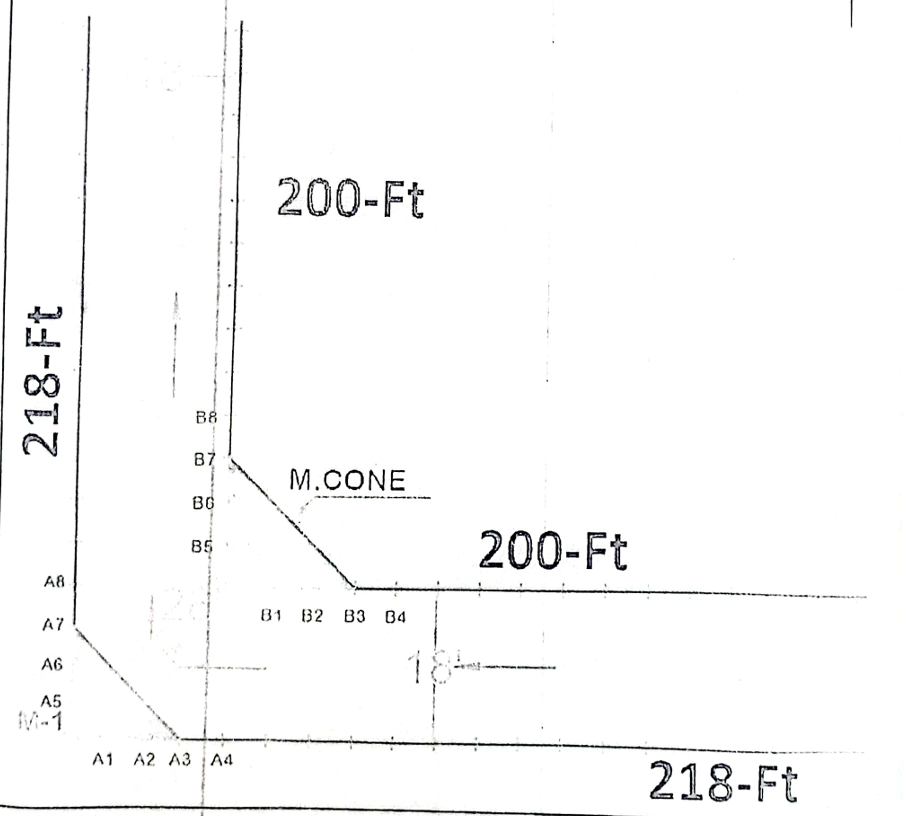 200-Ft
218-Ft
B8
B7
M.CONE
B6
B5
200-Ft
A8
B1 B2 B3 B4
A7
A6
18'
A5
M-1
A1 A2 A3 A4
218-Ft